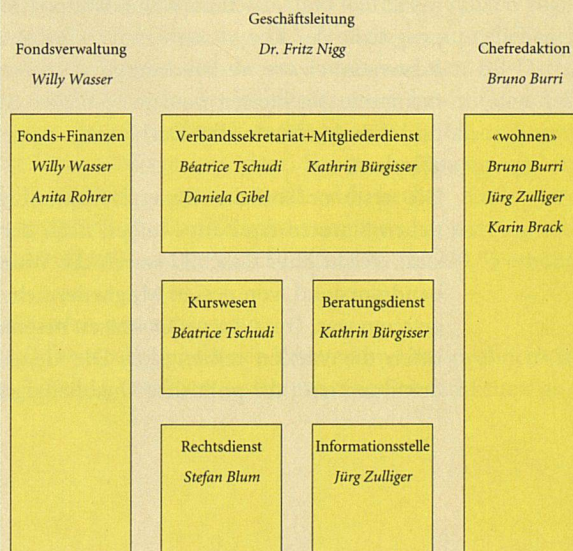 Geschäftsleitung
Dr. Fritz Nigg
Fondsverwaltung
Willy Wasser
Chefredaktion
Bruno Burri
Fonds+Finanzen
Willy Wasser
Anita Rohrer
Verbandssekretariat+Mitgliederdienst
Béatrice Tschudi Kathrin Bürgisser
Daniela Gibel
«wohnen»
Bruno Burri
Jürg Zulliger
Karin Brack
Kurswesen
Béatrice Tschudi
Beratungsdienst
Kathrin Bürgisser
Rechtsdienst
Stefan Blum
Informationsstelle
Jürg Zulliger